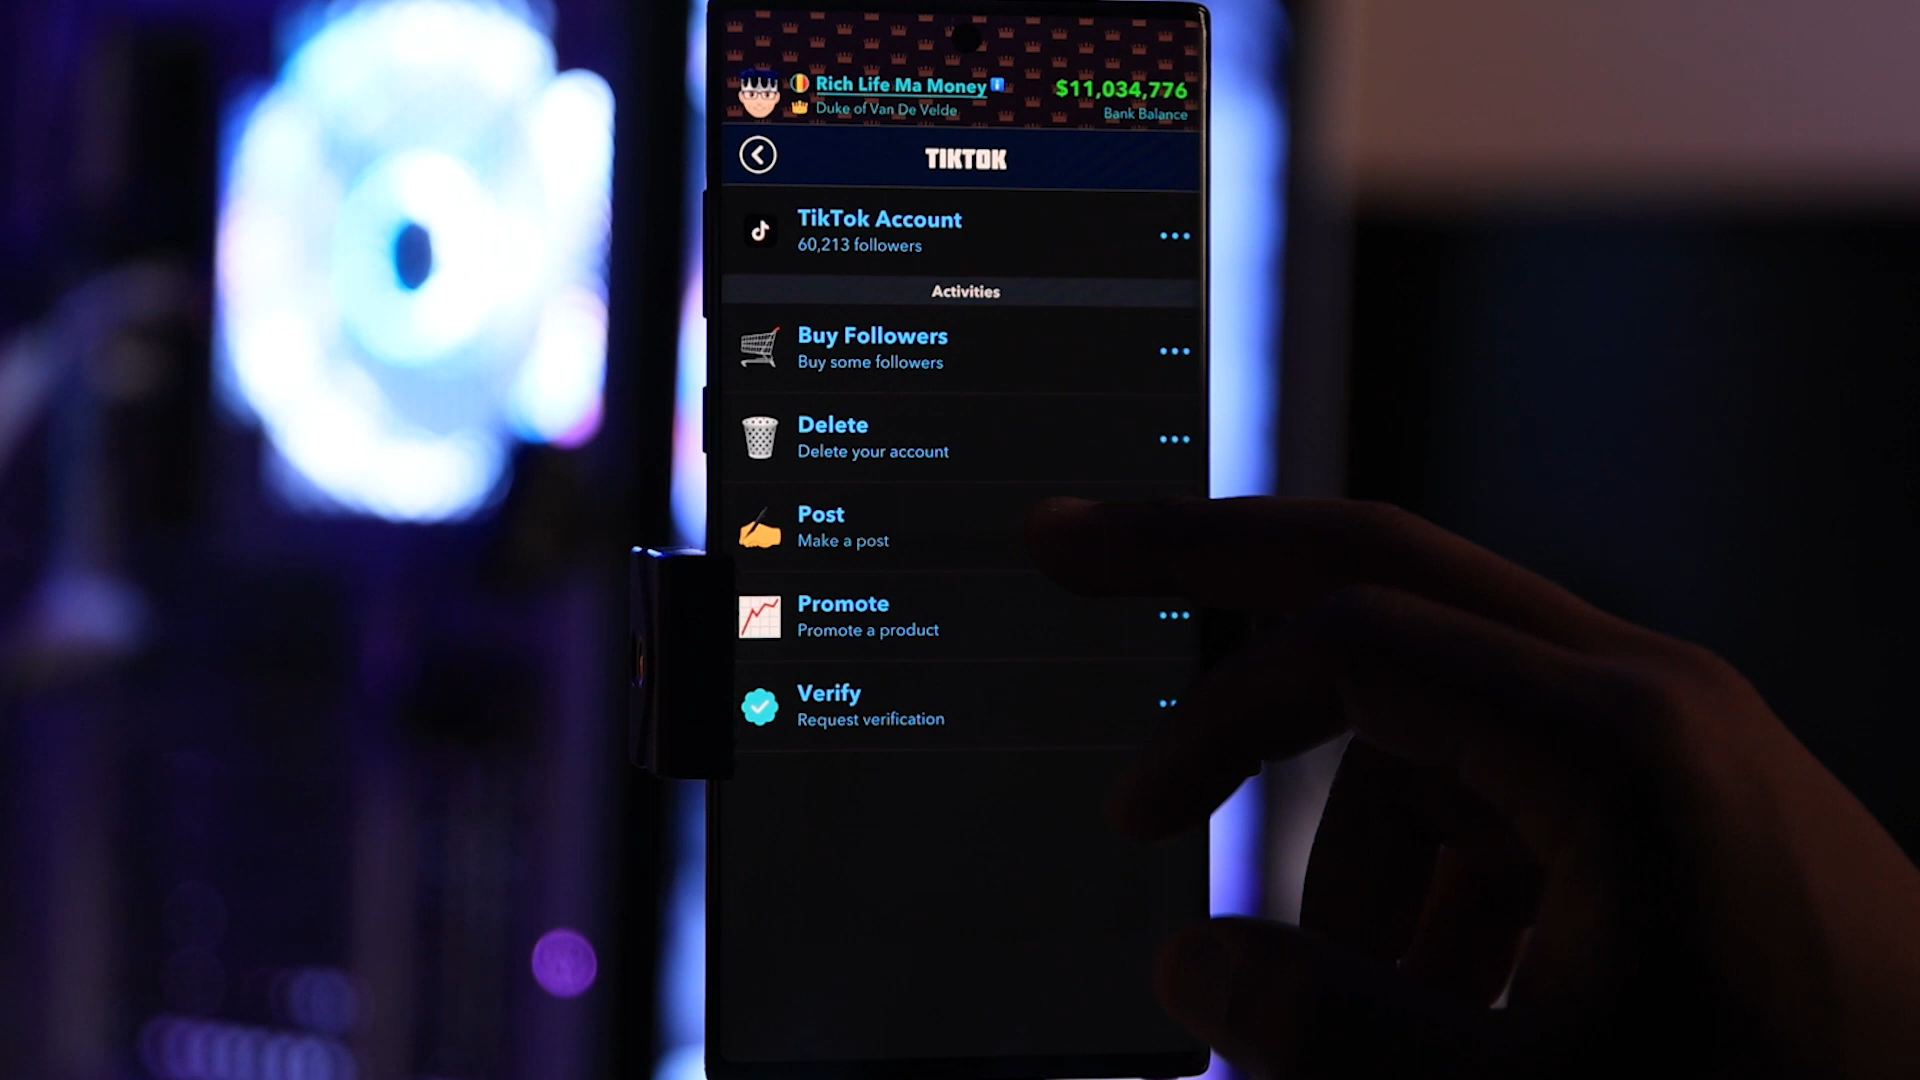 Rich Life Ma Money
$11,034,776
Duke of Van De Velde
Bank Balance
TIKTOK
TikTok Account
60,213 followers
Activities
Buy Followers
Buy some followers
Delete
Delete your account
Post
Make a post
Promote
Promote a product
Verify
Request verification